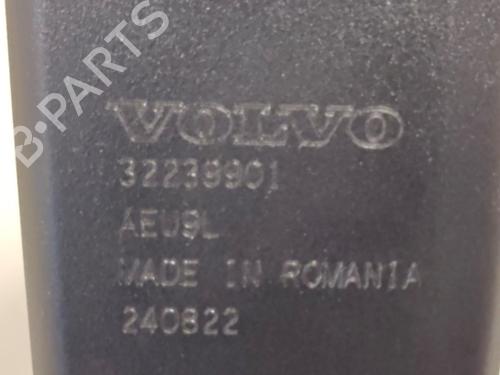 B-PARTS
VOLVO
32239901
AEU9L
MADE IN ROMANIA
240822